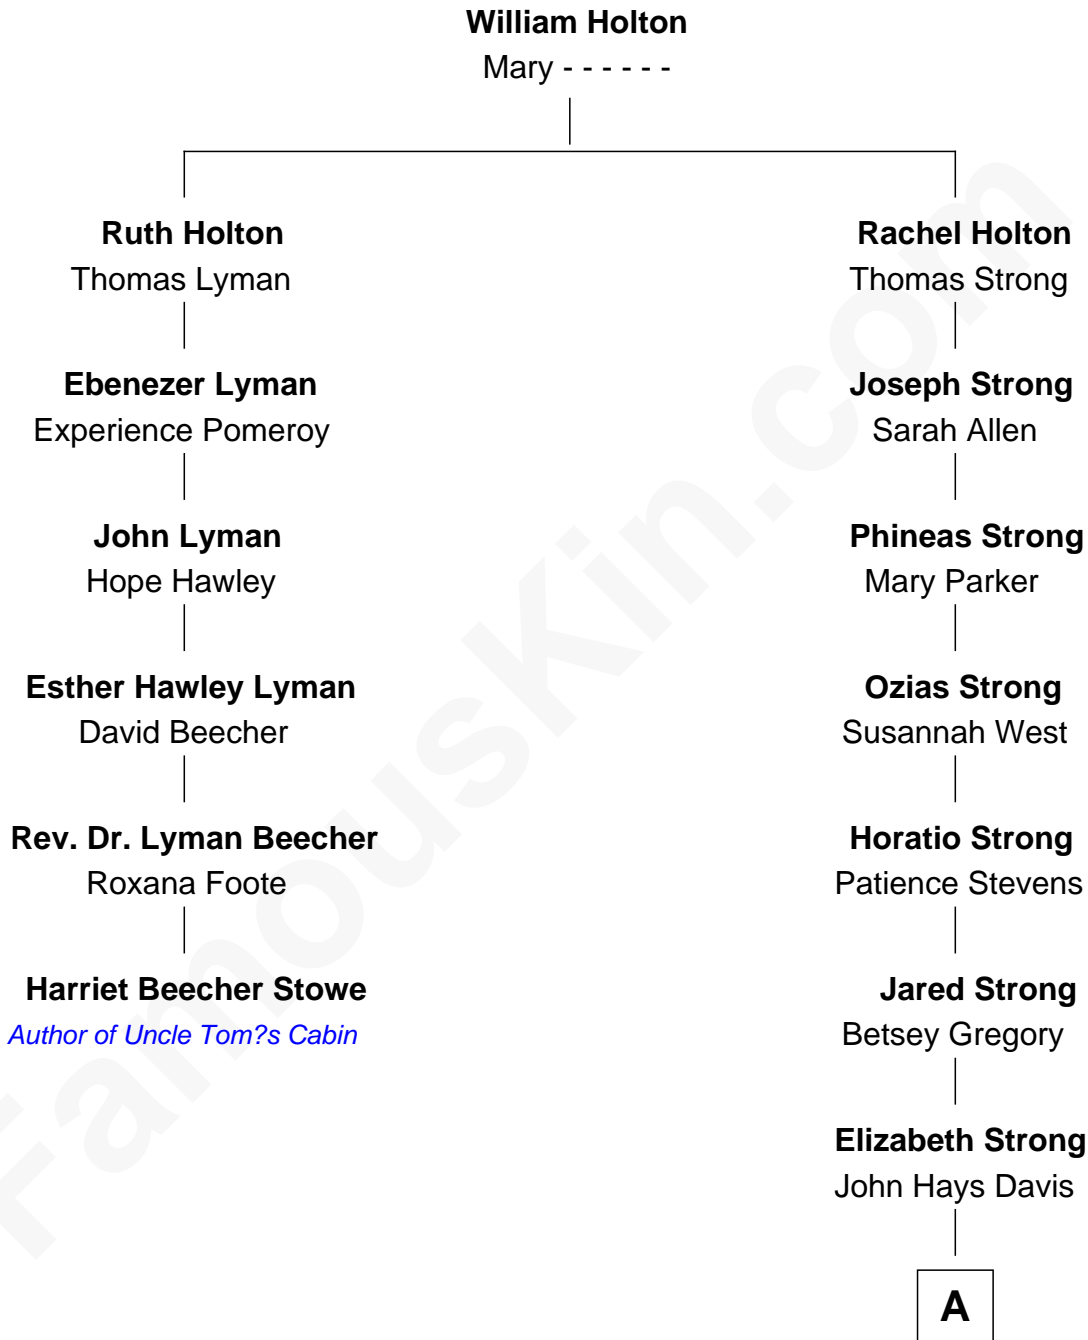 William Holton
Mary - - - - - -
Ruth Holton
Thomas Lyman
Rachel Holton
Thomas Strong
Ebenezer Lyman
Experience Pomeroy
Joseph Strong
Sarah Allen
John Lyman
Hope Hawley
Phineas Strong
Mary Parker
Esther Hawley Lyman
David Beecher
Ozias Strong
Susannah West
Rev. Dr. Lyman Beecher
Roxana Foote
Horatio Strong
Patience Stevens
Harriet Beecher Stowe
Author of Uncle Tom?s Cabin
Jared Strong
Betsey Gregory
Elizabeth Strong
John Hays Davis
A
FamousKin.com